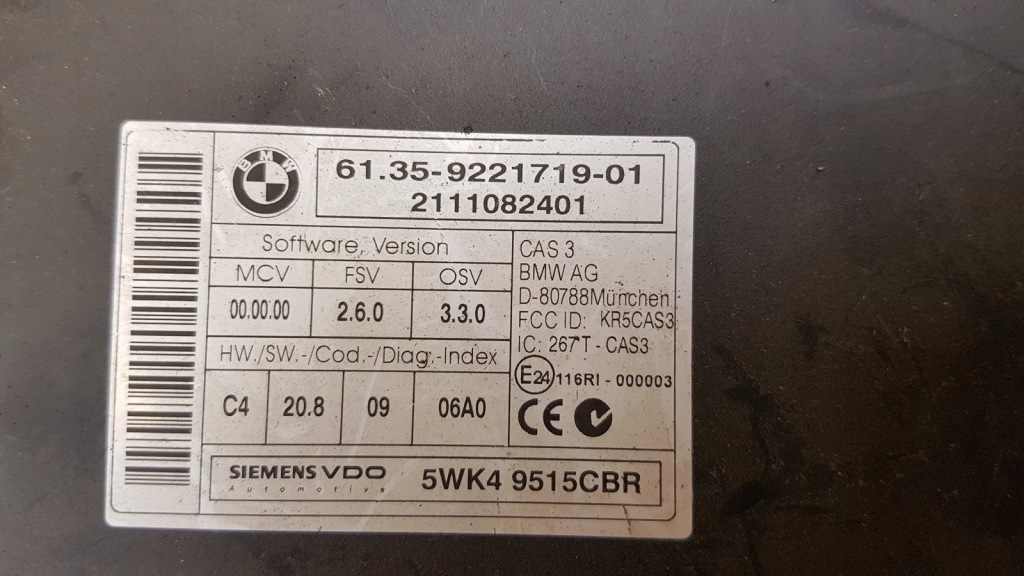 BMW
61.35-9221719-01
2111082401
Software, Version
MCV FSV OSV
00.00.00 2.6.0 3.3.0
HW./SW.-/Cod.-/Diag.-Index
C4 20.8 09 06A0
CAS 3
BMW AG
D-80788München
FCC ID: KR5CAS3
IC: 267T - CAS3
E24 116RI - 000003
CE
SIEMENS VDO
Automotive
5WK4 9515CBR